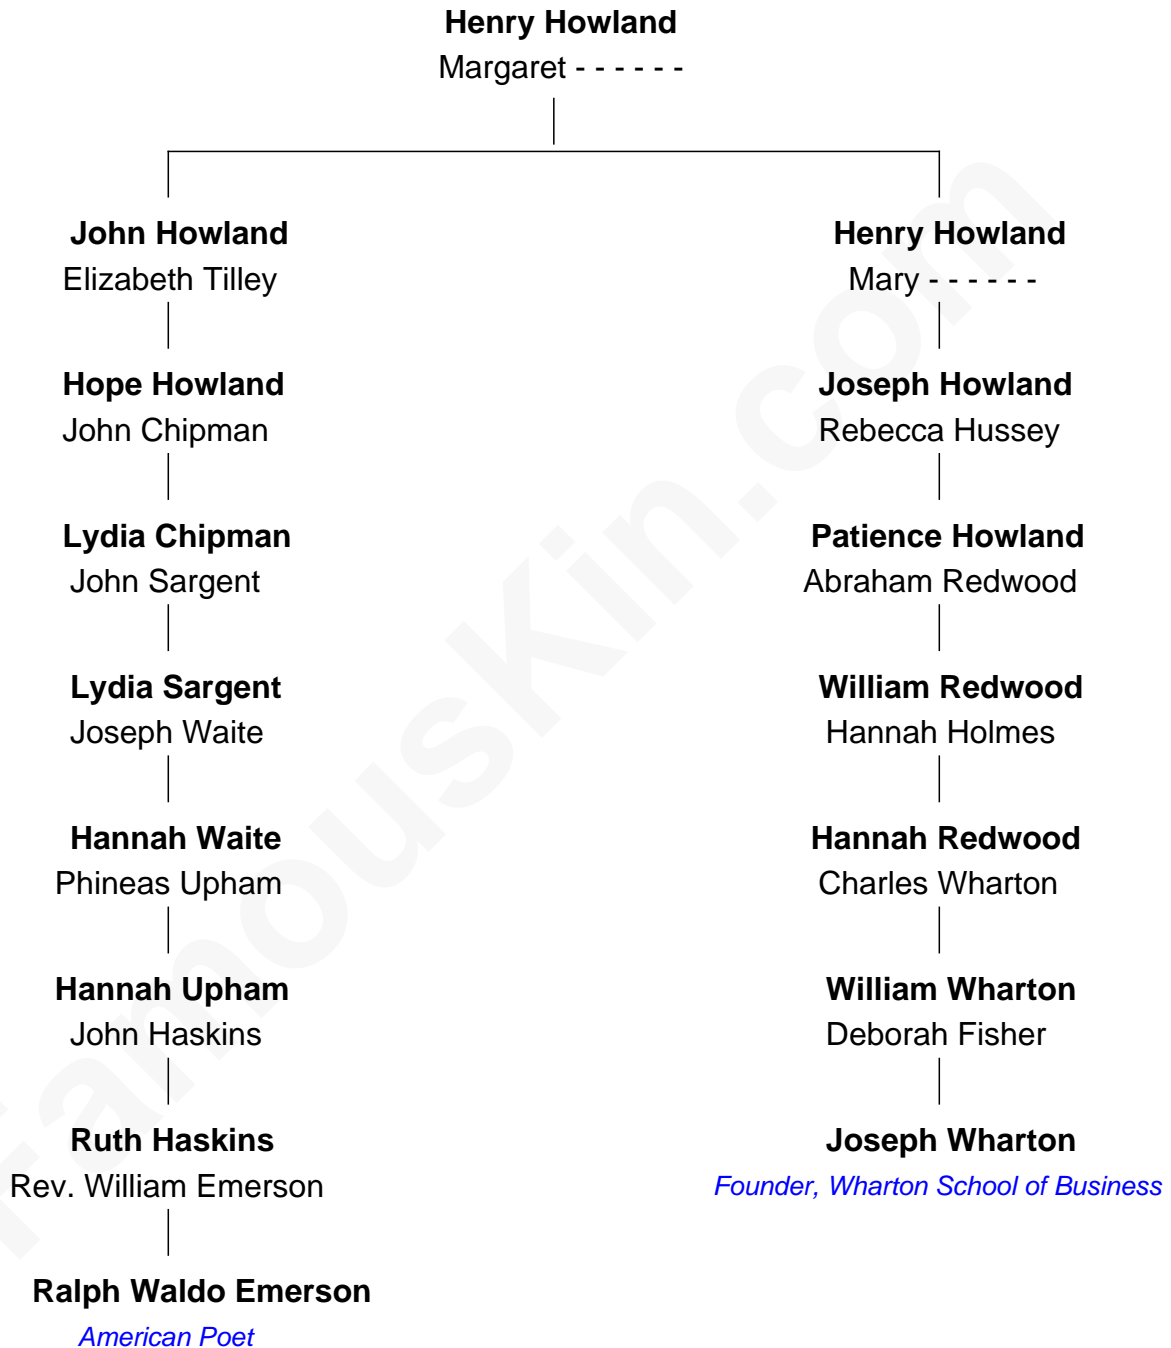 Henry Howland
Margaret - - - - - -
John Howland
Elizabeth Tilley
Henry Howland
Mary - - - - - -
Hope Howland
John Chipman
Joseph Howland
Rebecca Hussey
Lydia Chipman
John Sargent
Patience Howland
Abraham Redwood
Lydia Sargent
Joseph Waite
William Redwood
Hannah Holmes
Hannah Waite
Phineas Upham
Hannah Redwood
Charles Wharton
Hannah Upham
John Haskins
William Wharton
Deborah Fisher
Ruth Haskins
Rev. William Emerson
Joseph Wharton
Founder, Wharton School of Business
Ralph Waldo Emerson
American Poet
FamousKin.com